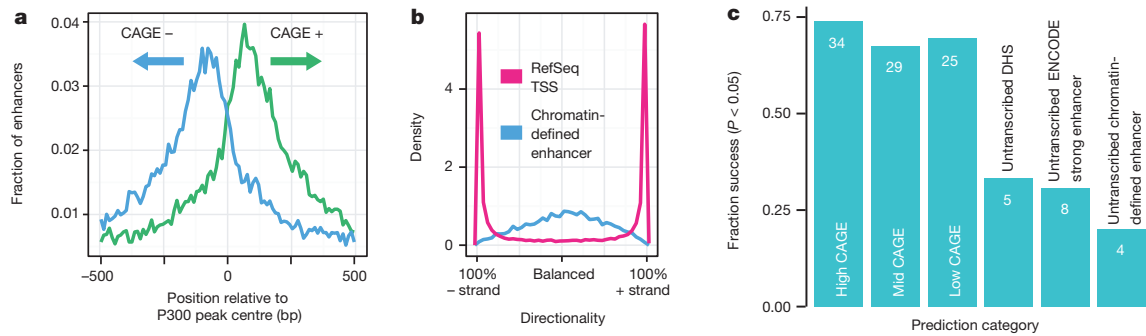 a
CAGE –
CAGE +
Fraction of enhancers
0.04
0.03
0.02
0.01
–500
0
500
Position relative to
P300 peak centre (bp)
b
RefSeq
TSS
Chromatin-
defined
enhancer
Density
4
2
0
100%
– strand
Balanced
100%
+ strand
Directionality
c
Fraction success (P < 0.05)
0.75
0.50
0.25
0.00
34
High CAGE
29
Mid CAGE
25
Low CAGE
Untranscribed DHS
5
Untranscribed ENCODE
strong enhancer
8
Untranscribed chromatin-
defined enhancer
4
Prediction category